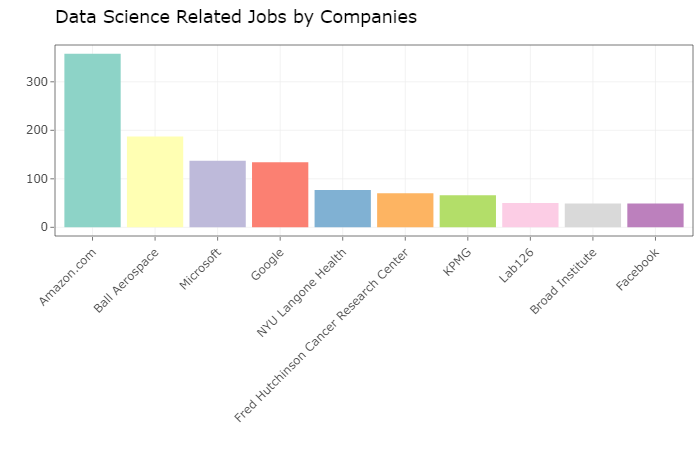 Data Science Related Jobs by Companies
300
200
100
0
Amazon.com
Ball Aerospace
Microsoft
Google
NYU Langone Health
Fred Hutchinson Cancer Research Center
KPMG
Lab126
Broad Institute
Facebook